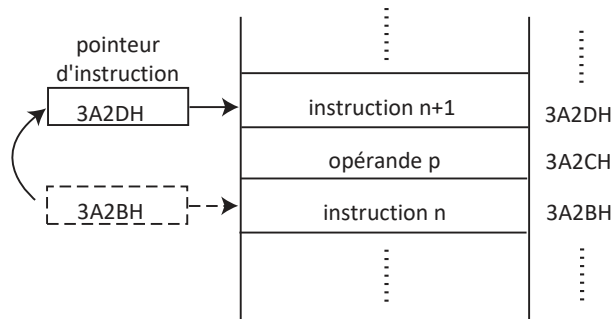 pointeur
d'instruction
3A2DH
instruction n+1
3A2DH
opérande p
3A2CH
3A2BH
instruction n
3A2BH